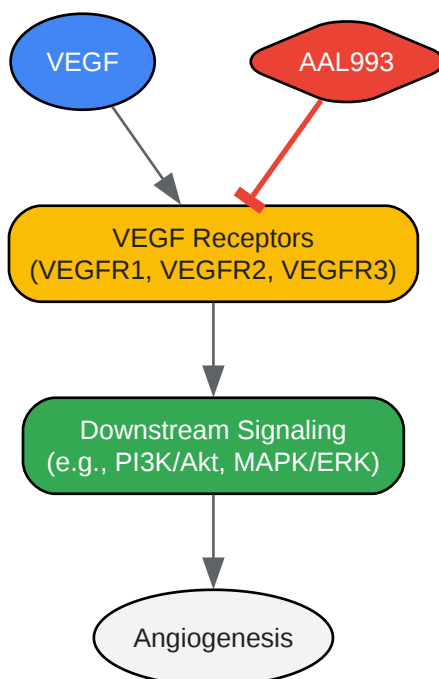 VEGF
AAL993
VEGF Receptors
(VEGFR1, VEGFR2, VEGFR3)
Downstream Signaling
(e.g., PI3K/Akt, MAPK/ERK)
Angiogenesis